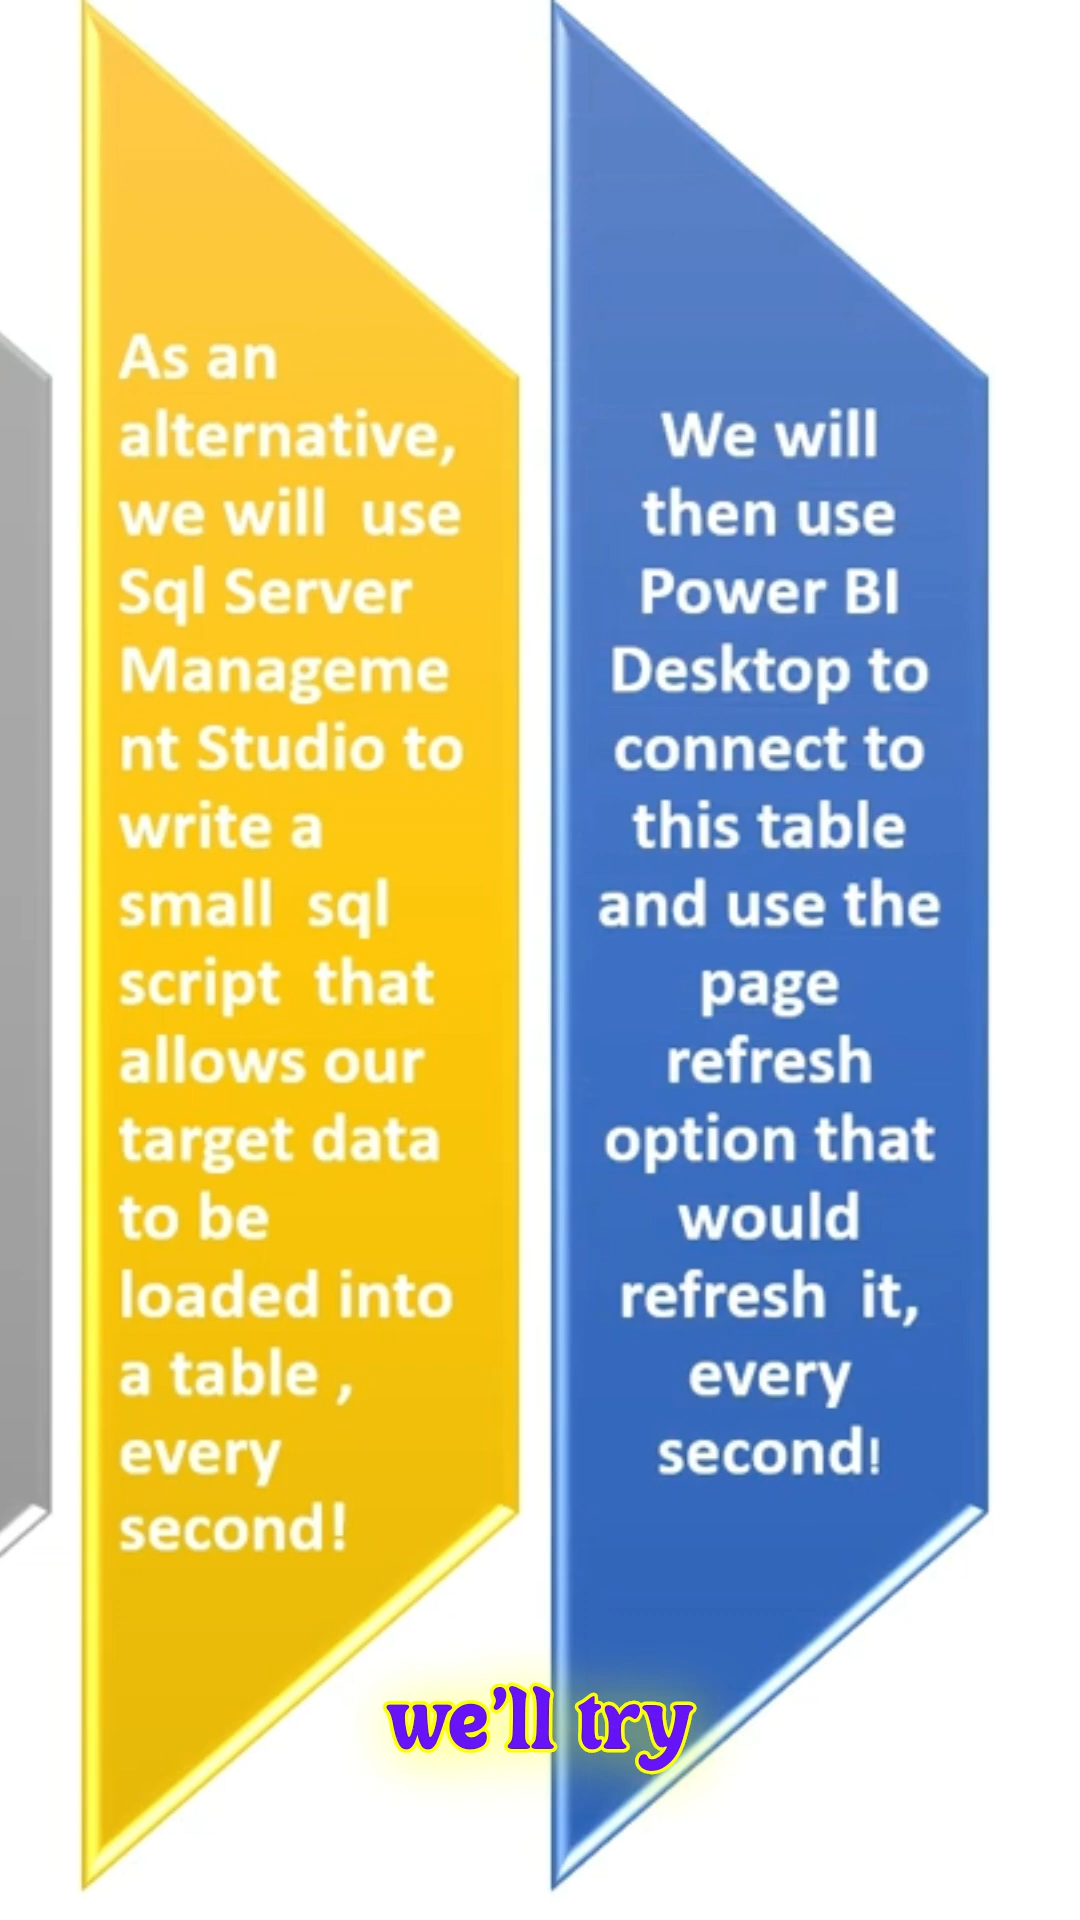 As an
alternative,
we will  use
Sql Server
Manageme
nt Studio to
write a
small  sql
script  that
allows our
target data
to be
loaded into
a table ,
every
second!
We will
then use
Power BI
Desktop to
connect to
this table
and use the
page
refresh
option that
would
refresh  it,
every
second!
we'll try